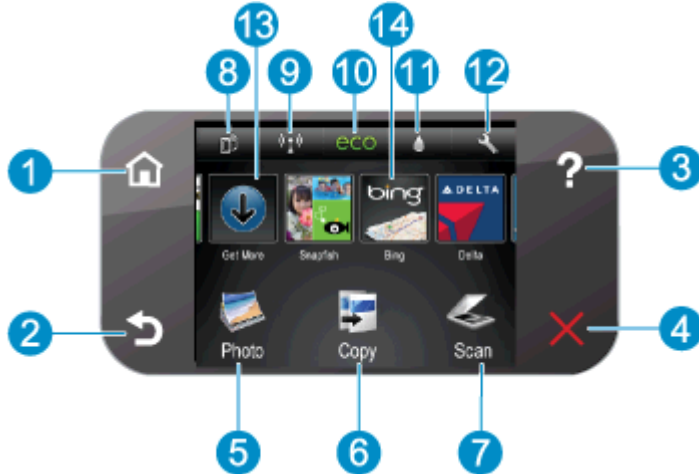 13 14
8 9 10 11 12
eco
1 ? 3
bing DELTA
Get More Snapfish Bing Delta
2 4
Photo Copy Scan
5 6 7